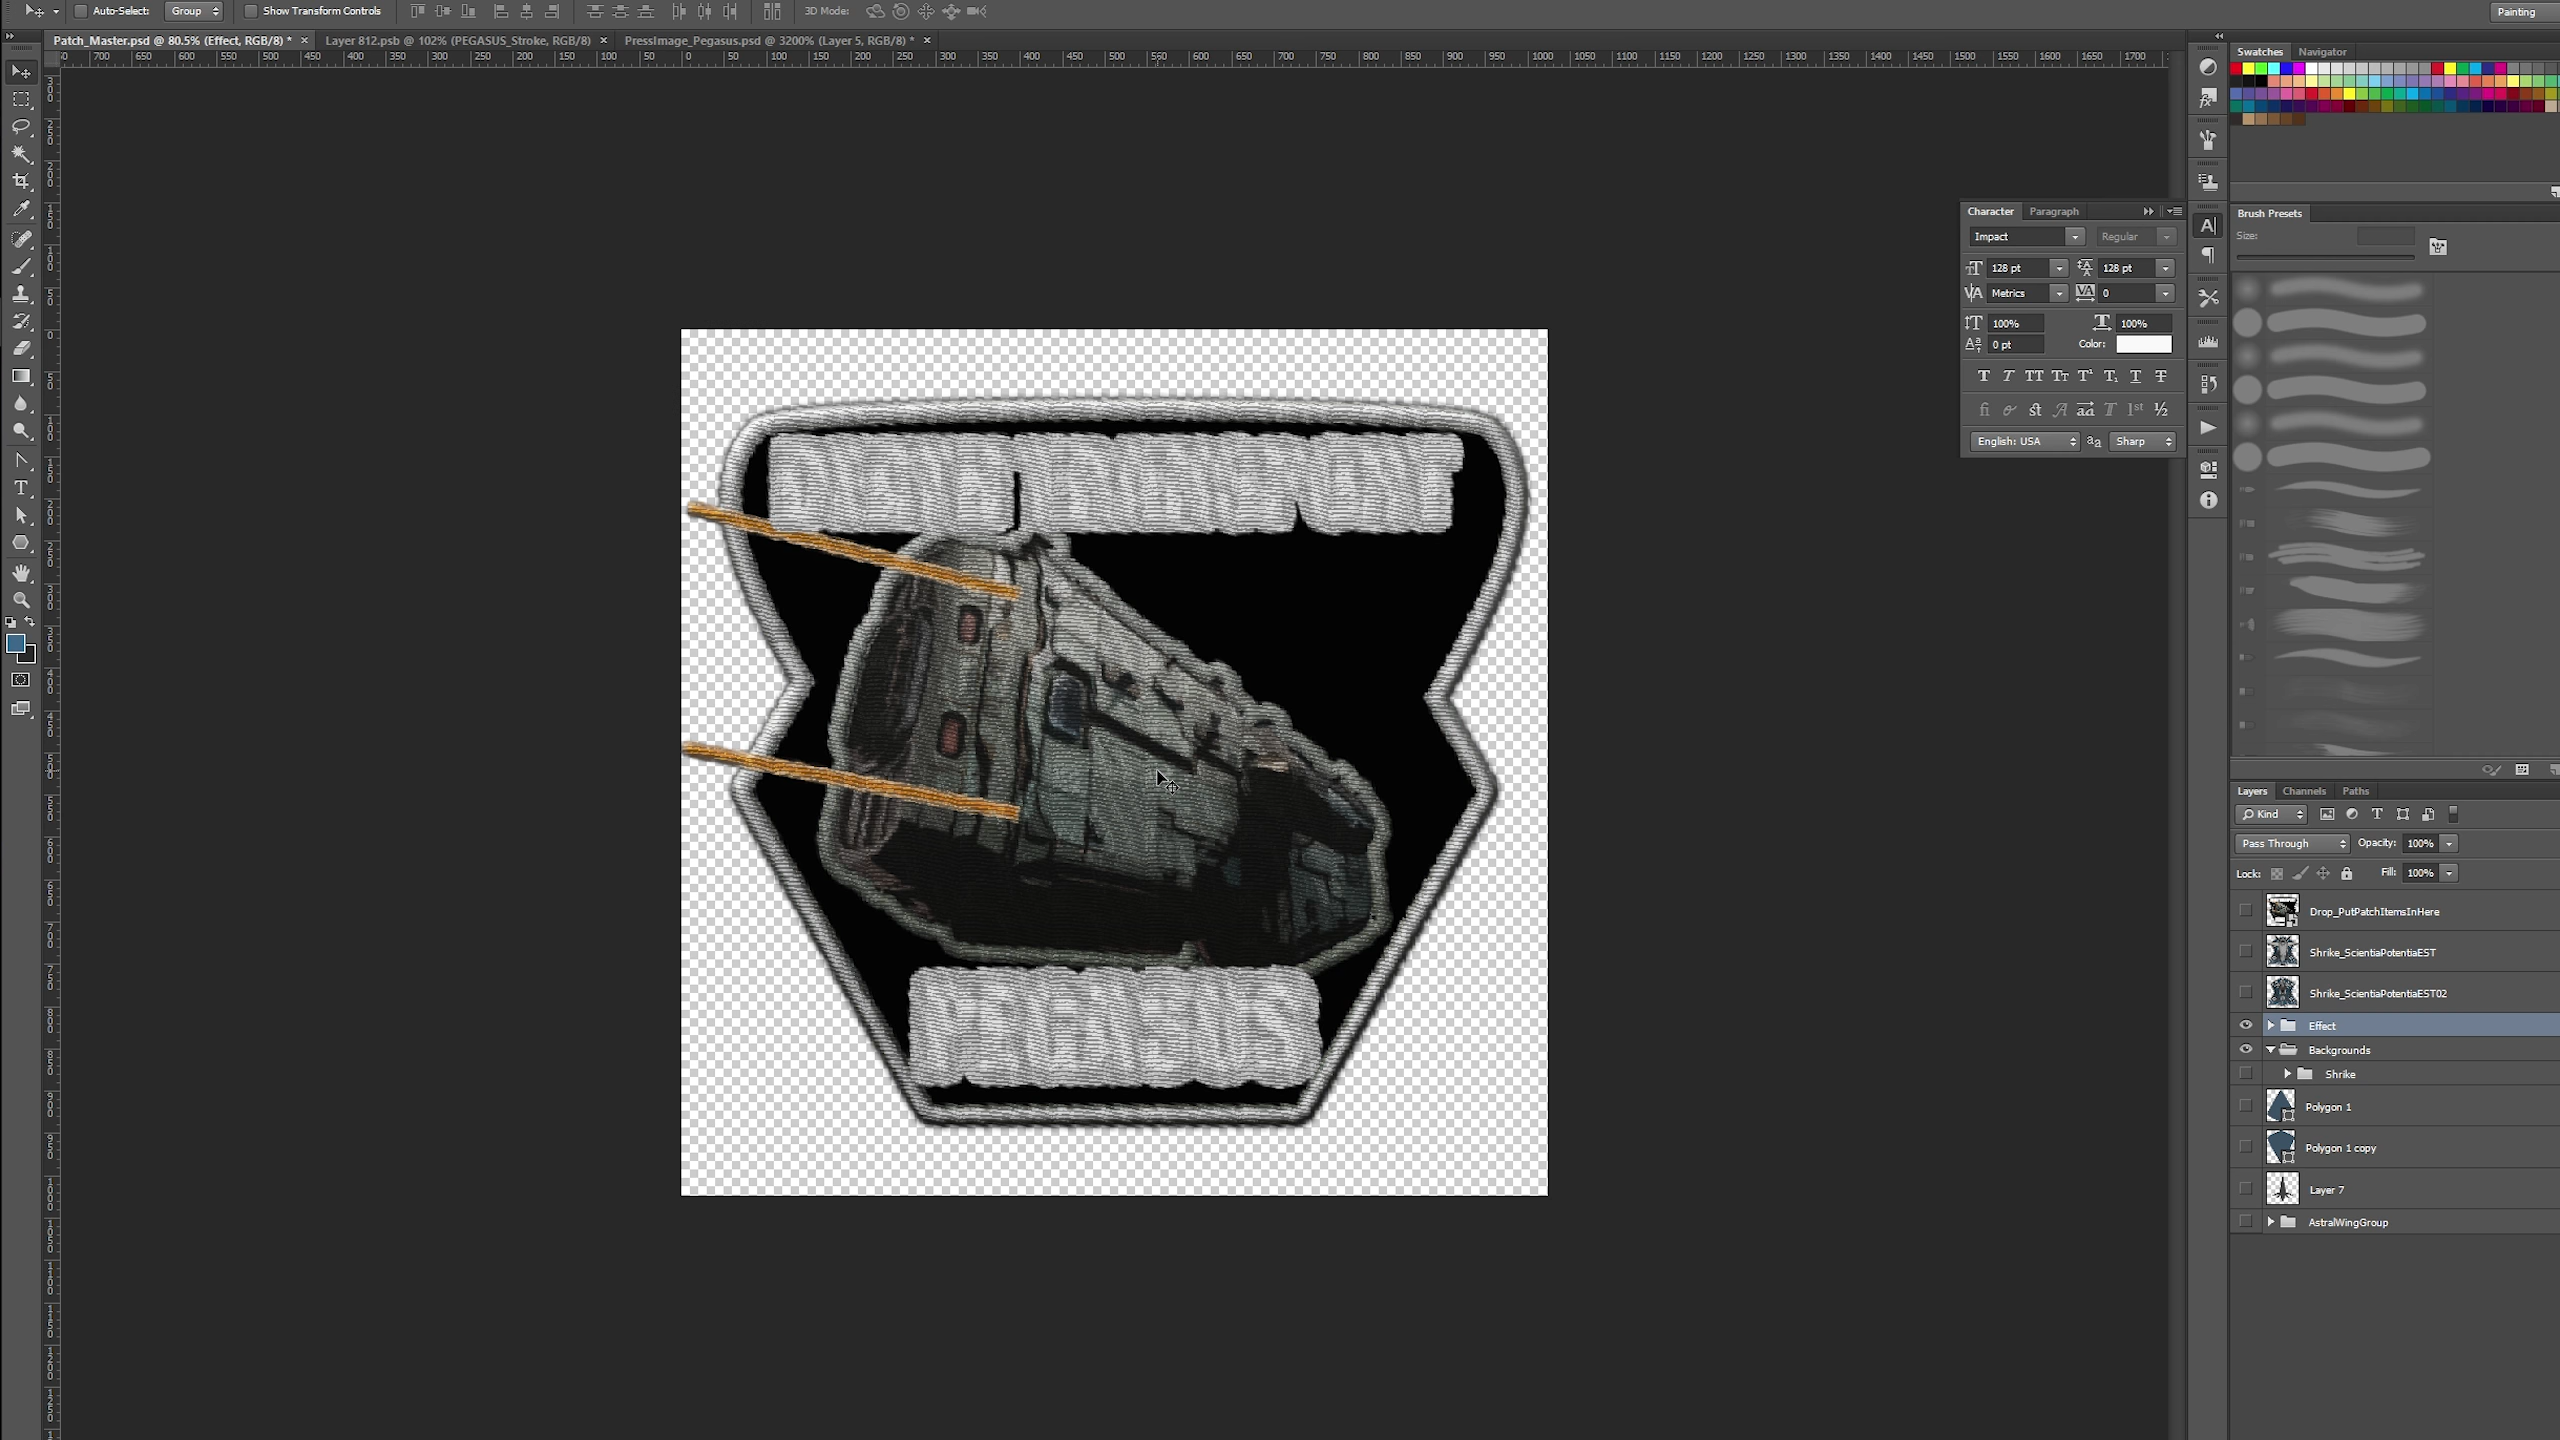 Auto-Select:
Group
Show Transform Controls
3D Mode:
Painting
Patch_Master.psd @ 80.5% (Effect, RGB/8) *
Layer 812.psb @ 102% (PEGASUS_Stroke, RGB/8)
PressImage_Pegasus.psd @ 3200% (Layer 5, RGB/8) *
Swatches
Navigator
Character
Paragraph
Impact
Regular
128 pt
128 pt
Metrics
0
100%
100%
0 pt
Color:
English: USA
Sharp
Brush Presets
Size:
PEGASUS
Layers
Channels
Paths
Kind
Pass Through
Opacity: 100%
Lock:
Fill: 100%
Drop_PutPatchItemsInHere
Shrike_ScientiaPotentiaEST
Shrike_ScientiaPotentiaEST02
Effect
Backgrounds
Shrike
Polygon 1
Polygon 1 copy
Layer 7
AstralWingGroup